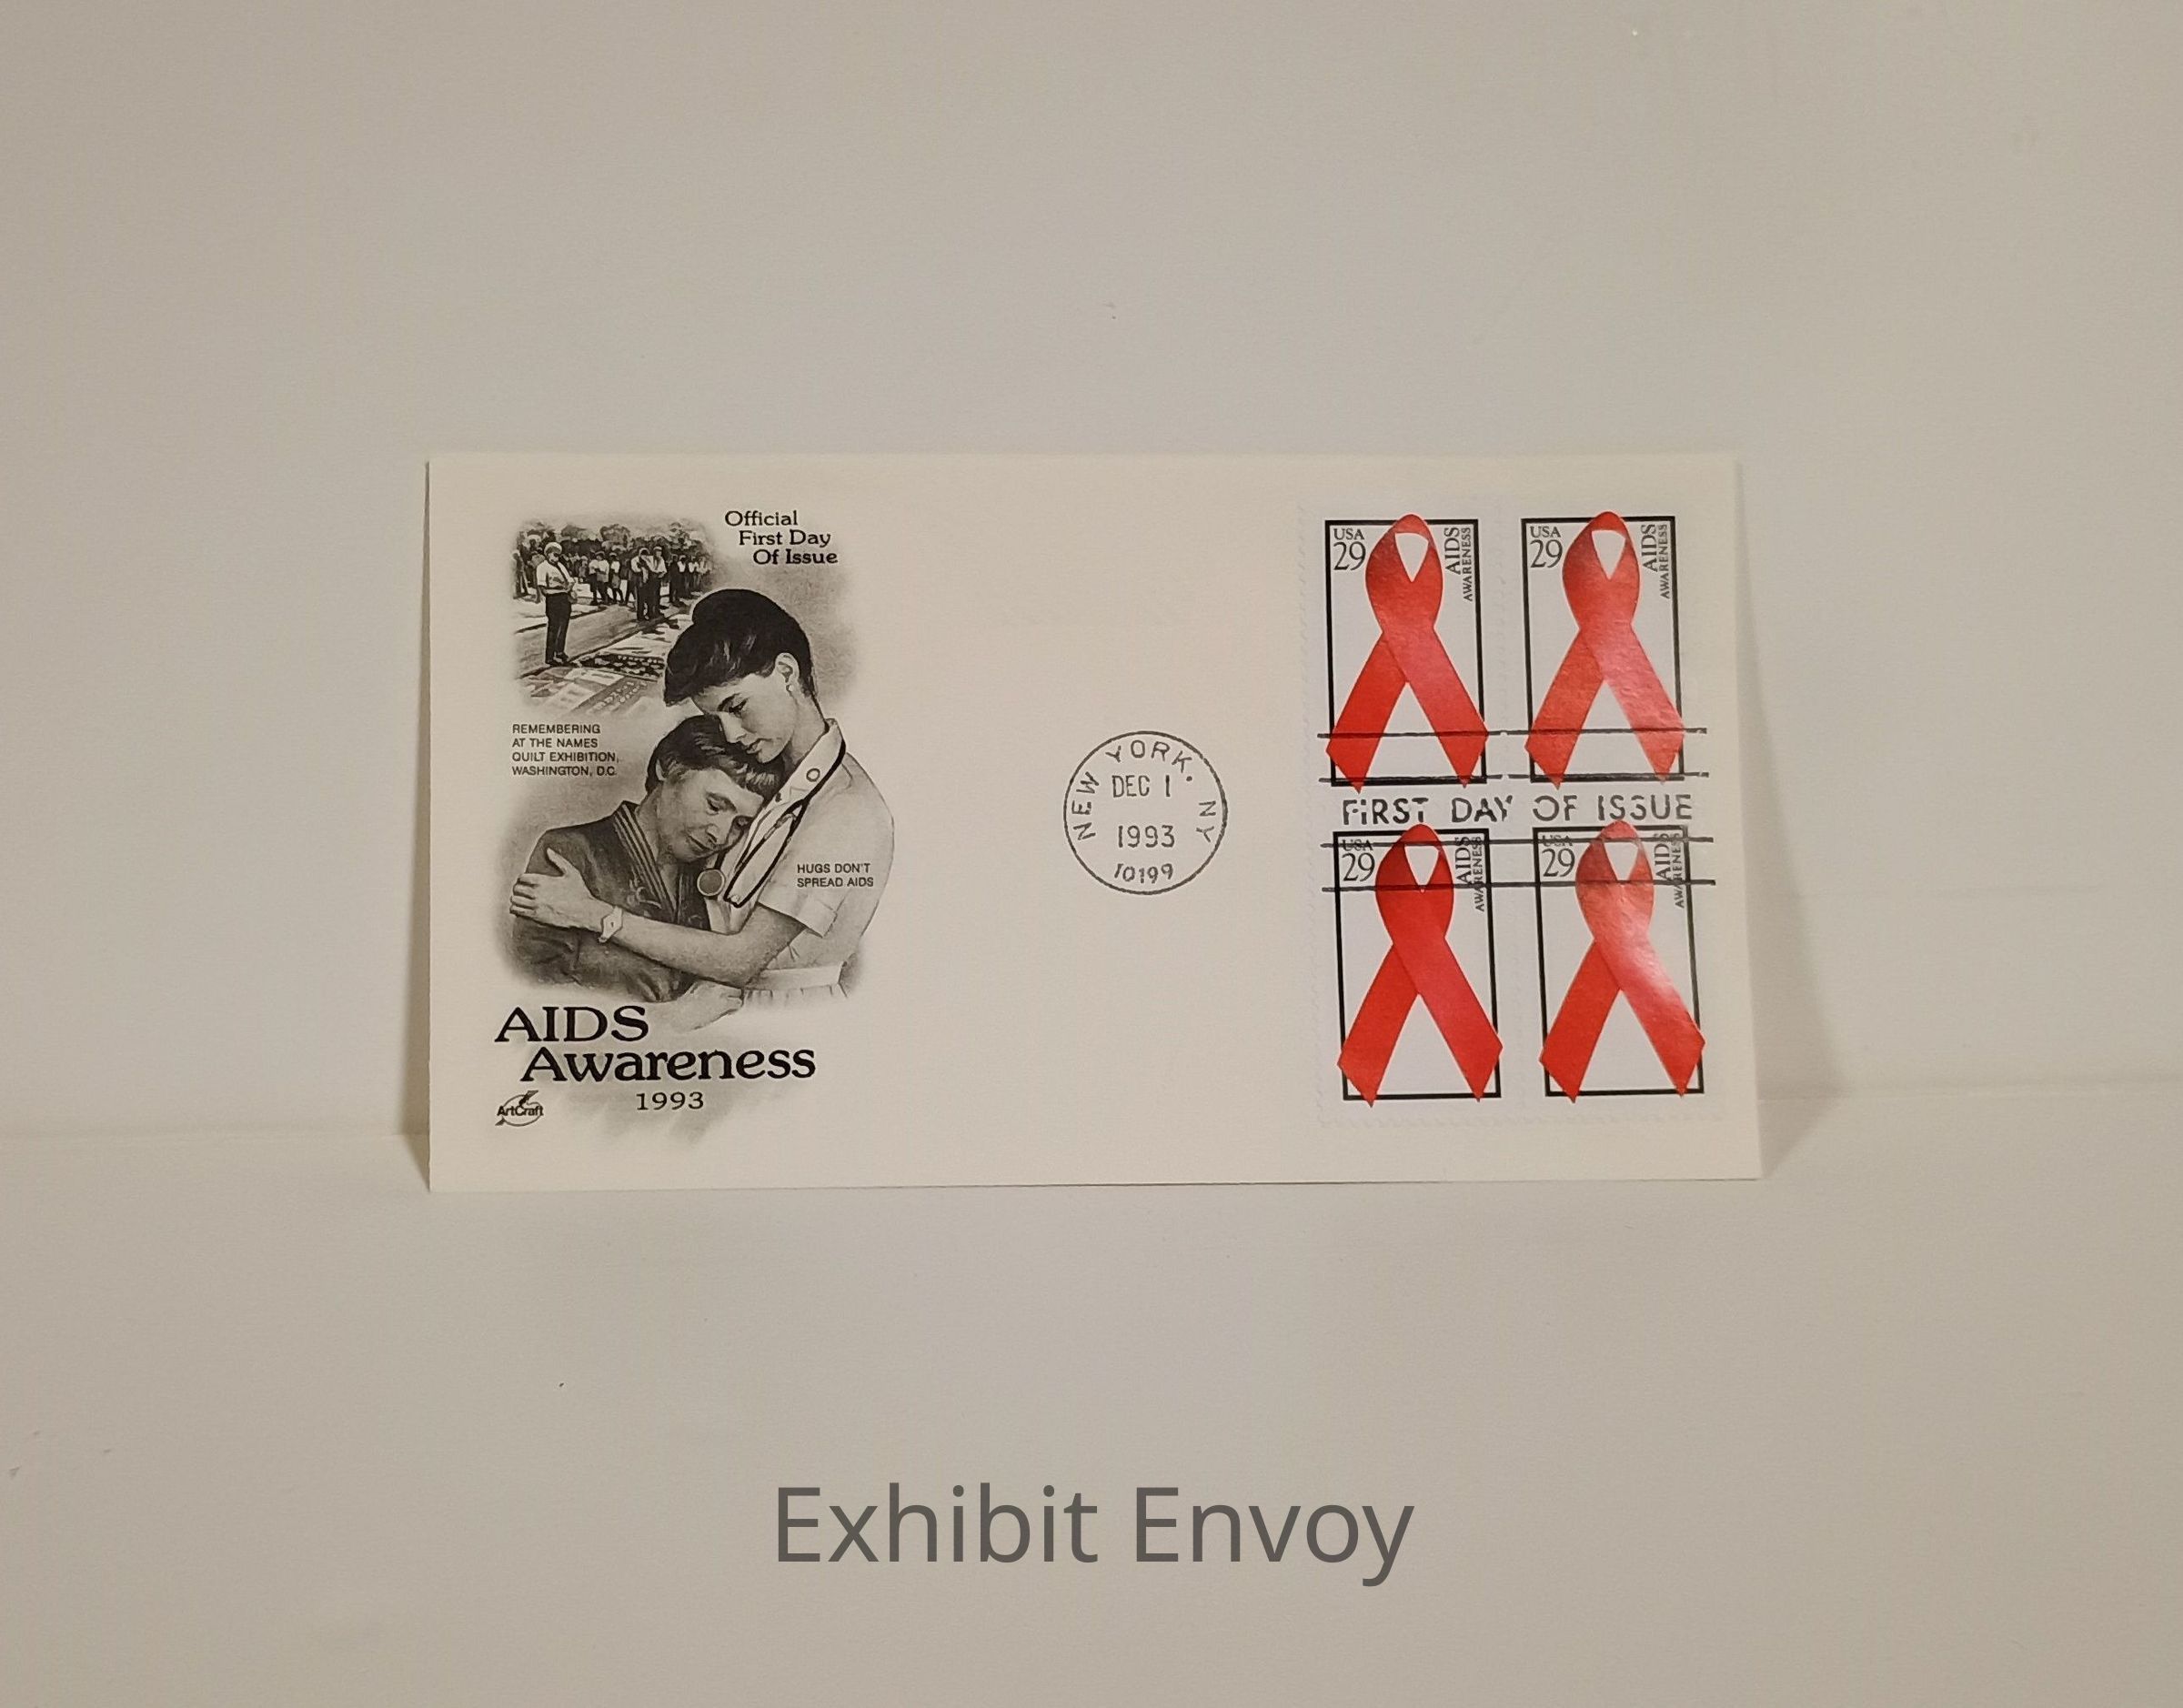 Official
First Day
Of Issue
REMEMBERING
AT THE NAMES
QUILT EXHIBITION,
WASHINGTON, D.C.
HUGS DON'T
SPREAD AIDS
AIDS
Awareness
1993
ArtCraft
NEW YORK. NY
DEC 1
1993
10199
USA
29
AIDS
AWARENESS
USA
29
AIDS
AWARENESS
FIRST DAY OF ISSUE
USA
29
AIDS
AWARENESS
USA
29
AIDS
AWARENESS
Exhibit Envoy